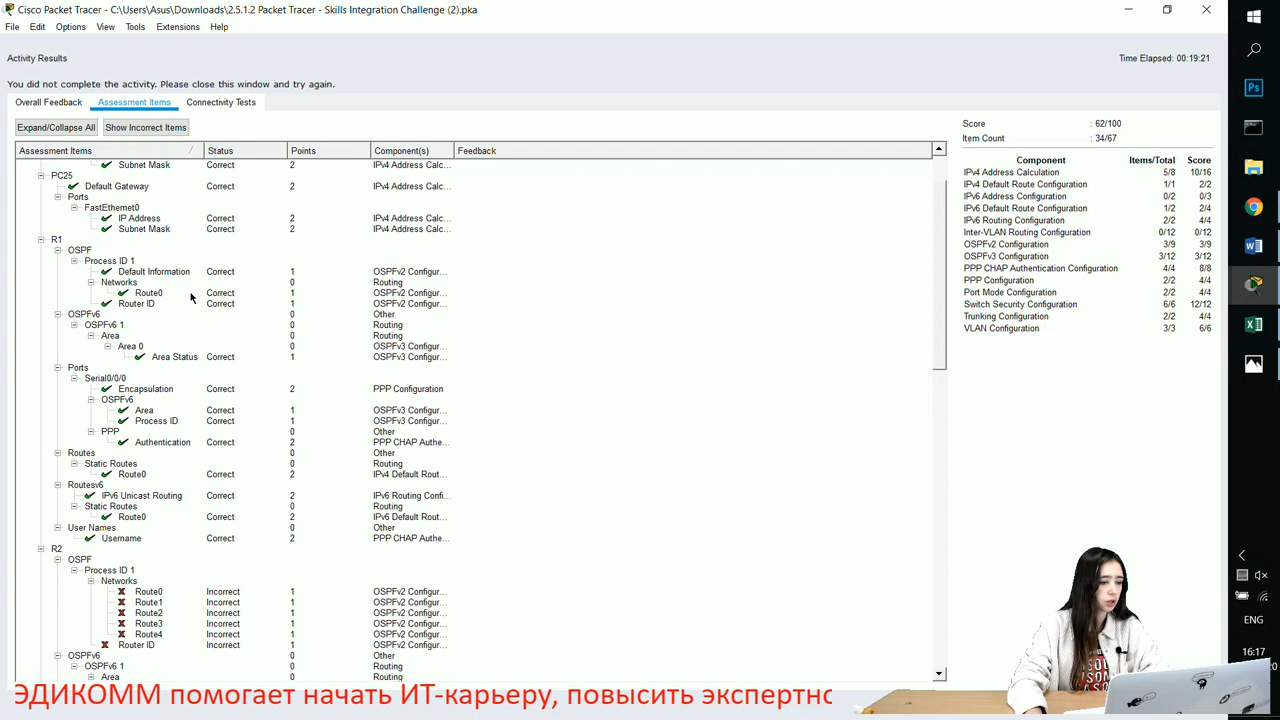 Cisco Packet Tracer - C:\Users\Asus\Downloads\2.5.1.2 Packet Tracer - Skills Integration Challenge (2).pka
File Edit Options View Tools Extensions Help
Activity Results
Time Elapsed: 00:19:21
You did not complete the activity. Please close this window and try again.
Overall Feedback Assessment Items Connectivity Tests
Expand/Collapse All Show Incorrect Items
Assessment Items Status Points Component(s) Feedback
Subnet Mask Correct 2 IPv4 Address Calc...
PC25
Default Gateway Correct 2 IPv4 Address Calc...
Ports
FastEthernet0
IP Address Correct 2 IPv4 Address Calc...
Subnet Mask Correct 2 IPv4 Address Calc...
R1
OSPF
Process ID 1
Default Information Correct 1 OSPFv2 Configur...
Networks 0 Routing
Route0 Correct 1 OSPFv2 Configur...
Router ID Correct 1 OSPFv2 Configur...
OSPFv6 0 Other
OSPFv6 1 0 Routing
Area 0 Routing
Area 0 0 OSPFv3 Configur...
Area Status Correct 1 OSPFv3 Configur...
Ports
Serial0/0/0
Encapsulation Correct 2 PPP Configuration
OSPFv6
Area Correct 1 OSPFv3 Configur...
Process ID Correct 1 OSPFv3 Configur...
PPP 0 Other
Authentication Correct 2 PPP CHAP Authe...
Routes 0 Other
Static Routes 0 Routing
Route0 Correct 2 IPv4 Default Rout...
Routesv6 0 Other
IPv6 Unicast Routing Correct 2 IPv6 Routing Confi...
Static Routes 0 Routing
Route0 Correct 2 IPv6 Default Rout...
User Names 0 Other
Username Correct 2 PPP CHAP Authe...
R2
OSPF
Process ID 1
Networks
Route0 Incorrect 1 OSPFv2 Configur...
Route1 Incorrect 1 OSPFv2 Configur...
Route2 Incorrect 1 OSPFv2 Configur...
Route3 Incorrect 1 OSPFv2 Configur...
Route4 Incorrect 1 OSPFv2 Configur...
Router ID Incorrect 1 OSPFv2 Configur...
OSPFv6 0 Other
OSPFv6 1 0 Routing
Area 0 Routing
Score : 62/100
Item Count : 34/67
Component Items/Total Score
IPv4 Address Calculation 5/8 10/16
IPv4 Default Route Configuration 1/1 2/2
IPv6 Address Configuration 0/2 0/3
IPv6 Default Route Configuration 1/2 2/4
IPv6 Routing Configuration 2/2 4/4
Inter-VLAN Routing Configuration 0/12 0/12
OSPFv2 Configuration 3/9 9/9
OSPFv3 Configuration 3/12 12/12
PPP CHAP Authentication Configuration 4/4 8/8
PPP Configuration 2/2 4/4
Port Mode Configuration 2/2 4/4
Switch Security Configuration 6/6 12/12
Trunking Configuration 2/2 4/4
VLAN Configuration 3/3 6/6
Ps
ENG
16:17
ЭДИКОММ помогает начать ИТ-карьеру, повысить экспертнс